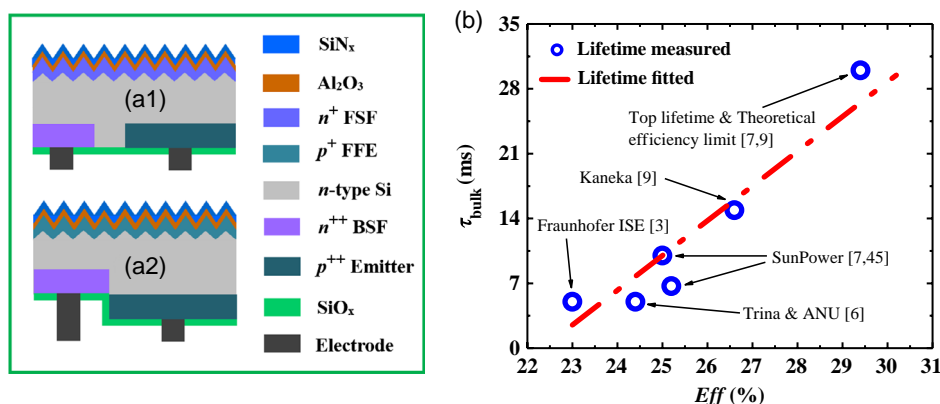 (a1)
(a2)
SiNₓ
Al₂O₃
n⁺ FSF
p⁺ FFE
n-type Si
n⁺⁺ BSF
p⁺⁺ Emitter
SiOₓ
Electrode
(b)
Lifetime measured
Lifetime fitted
Top lifetime & Theoretical
efficiency limit [7,9]
Kaneka [9]
Fraunhofer ISE [3]
SunPower [7,45]
Trina & ANU [6]
τbulk (ms)
35
28
21
14
7
0
22 23 24 25 26 27 28 29 30 31
Eff (%)